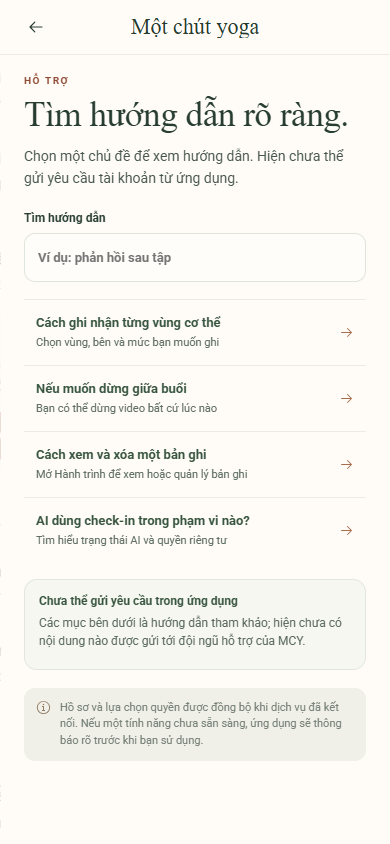 Một chút yoga
HỖ TRỢ
Tìm hướng dẫn rõ ràng.
Chọn một chủ đề để xem hướng dẫn. Hiện chưa thể
gửi yêu cầu tài khoản từ ứng dụng.
Tìm hướng dẫn
Ví dụ: phản hồi sau tập
Cách ghi nhận từng vùng cơ thể
Chọn vùng, bên và mức bạn muốn ghi
Nếu muốn dừng giữa buổi
Bạn có thể dừng video bất cứ lúc nào
Cách xem và xóa một bản ghi
Mở Hành trình để xem hoặc quản lý bản ghi
AI dùng check-in trong phạm vi nào?
Tìm hiểu trạng thái AI và quyền riêng tư
Chưa thể gửi yêu cầu trong ứng dụng
Các mục bên dưới là hướng dẫn tham khảo; hiện chưa có
nội dung nào được gửi tới đội ngũ hỗ trợ của MCY.
Hồ sơ và lựa chọn quyền được đồng bộ khi dịch vụ đã kết
nối. Nếu một tính năng chưa sẵn sàng, ứng dụng sẽ thông
báo rõ trước khi bạn sử dụng.